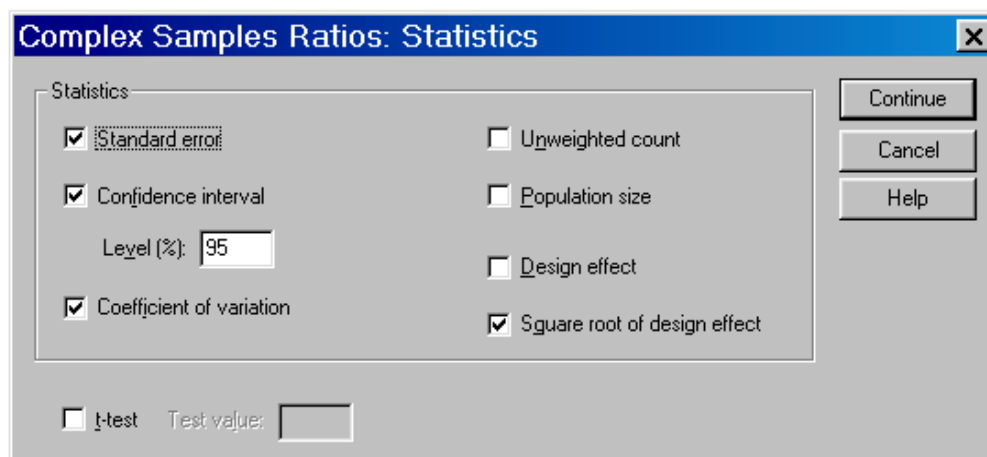 Complex Samples Ratios: Statistics
Statistics
Standard error
Unweighted count
Confidence interval
Population size
Level (%): 95
Design effect
Coefficient of variation
Square root of design effect
t-test Test value:
Continue
Cancel
Help